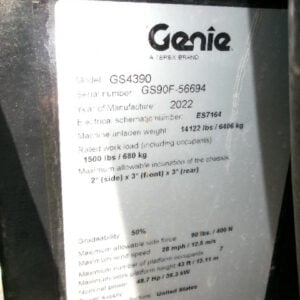 Genie
A TEREX BRAND
Model: GS4390
Serial number: GS90F-56694
Year of Manufacture: 2022
Electrical schematic number: ES7164
Machine unladen weight: 14122 lbs / 6406 kg
Rated work load (including occupants):
1500 lbs / 680 kg
Maximum allowable inclination of the chassis:
2° (side) x 3° (front) x 3° (rear)
Gradeability: 50%
Maximum allowable side force: 90 lbs. / 400 N
Maximum wind speed: 28 mph / 12.5 m/s
Maximum number of platform occupants: 7
Maximum work platform height: 43 ft / 13.11 m
Nominal power: 48.7 Hp / 36.3 kW
United States